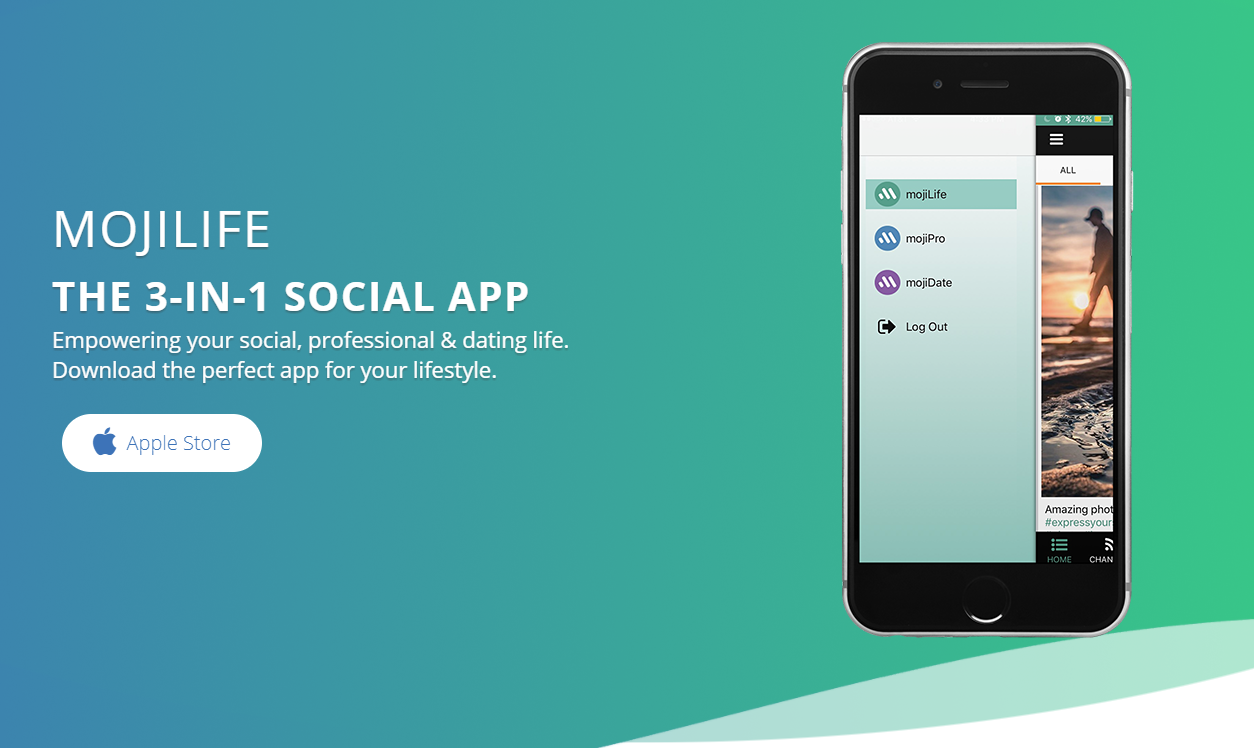 MOJILIFE
THE 3-IN-1 SOCIAL APP
Empowering your social, professional & dating life.
Download the perfect app for your lifestyle.
Apple Store
42%
ALL
mojiLife
mojiPro
mojiDate
Log Out
Amazing phot
#expressyour
HOME CHAN